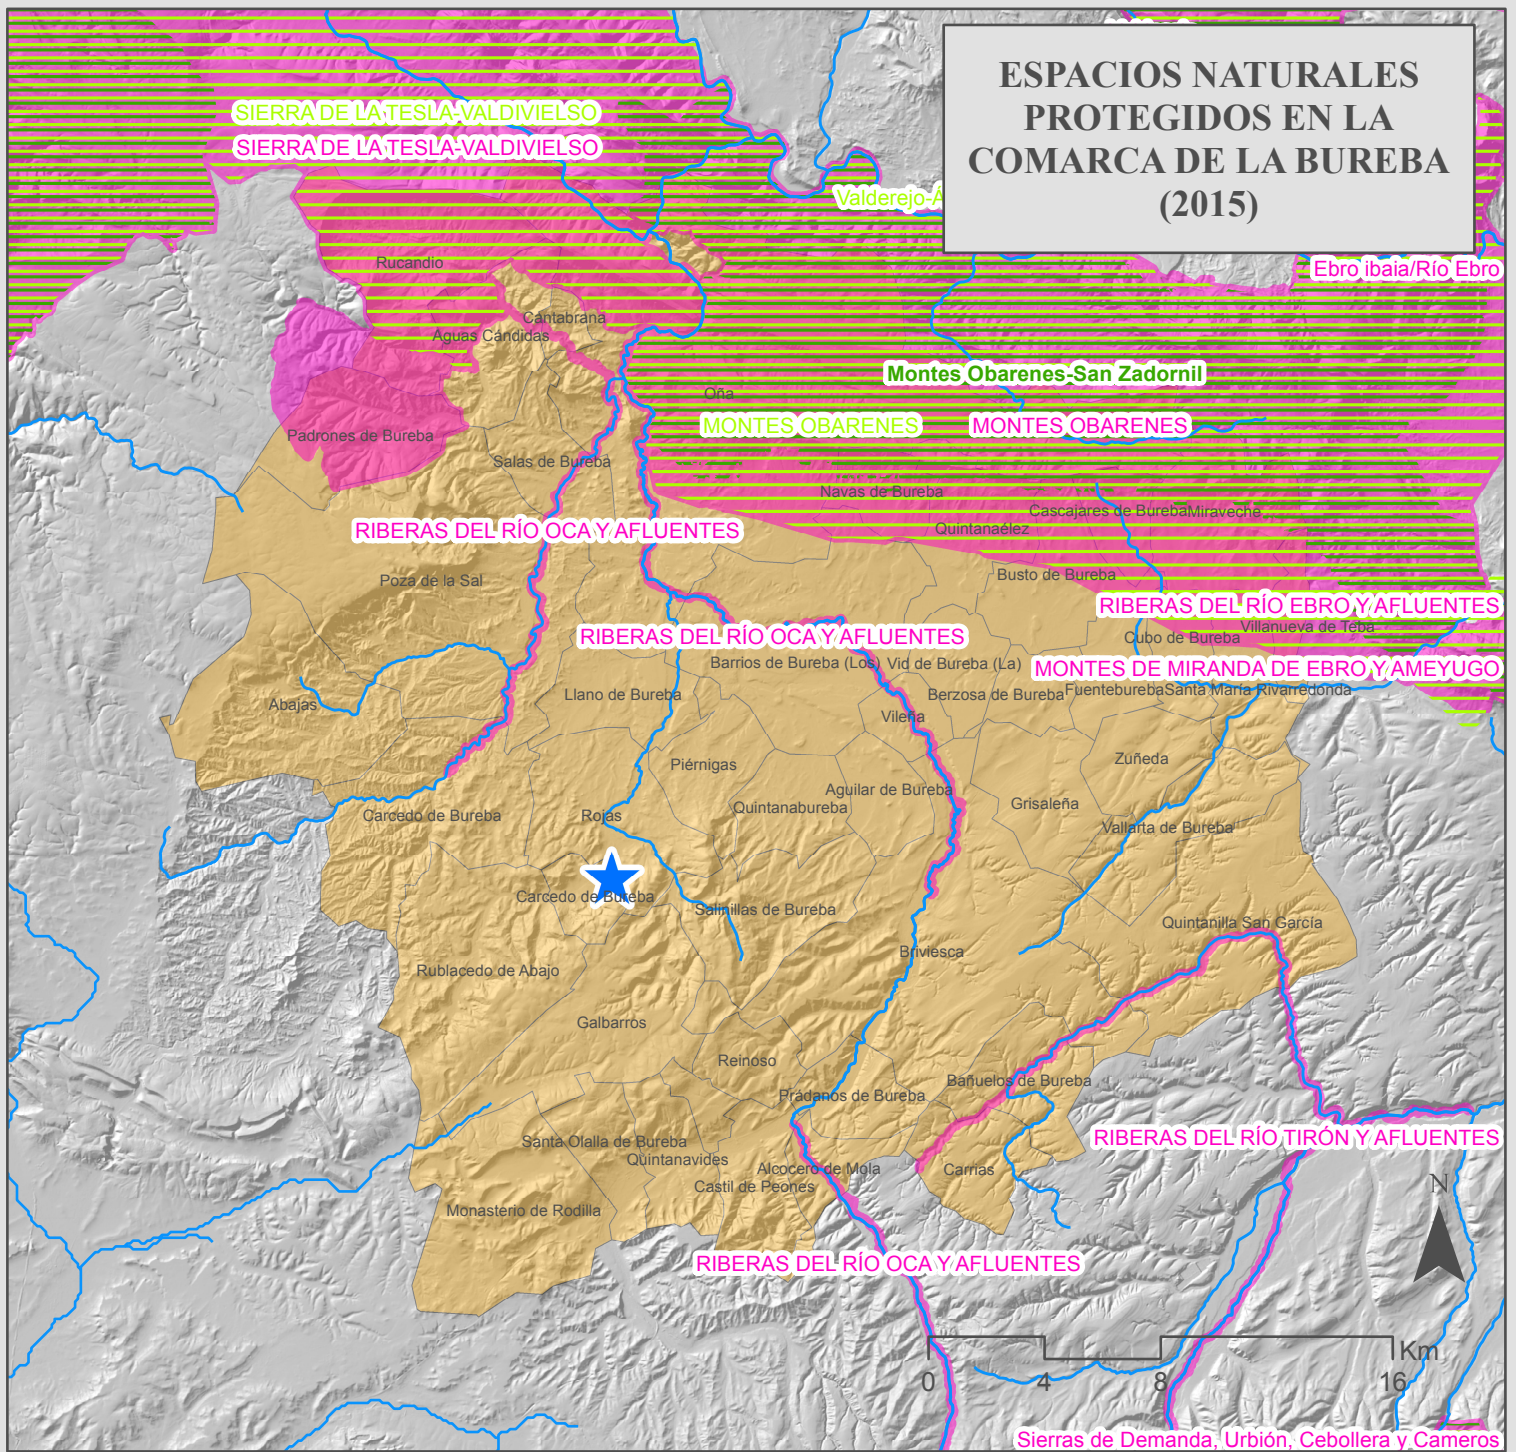 ESPACIOS NATURALES
PROTEGIDOS EN LA
COMARCA DE LA BUREBA
(2015)
SIERRA DE LA TESLA-VALDIVIELSO
SIERRA DE LA TESLA-VALDIVIELSO
Valderejo-Á
Rucandio
Ebro ibaia/Río Ebro
Cantabrana
Aguas Cándidas
Montes Obarenes-San Zadornil
Oña
MONTES OBARENES
MONTES OBARENES
Padrones de Bureba
Salas de Bureba
Navas de Bureba
Cascajares de Bureba
Miraveche
RIBERAS DEL RÍO OCA Y AFLUENTES
Quintanaélez
Poza de la Sal
Busto de Bureba
RIBERAS DEL RÍO EBRO Y AFLUENTES
Villanueva de Teba
RIBERAS DEL RÍO OCA Y AFLUENTES
Cubo de Bureba
Barrios de Bureba (Los)
Vid de Bureba (La)
MONTES DE MIRANDA DE EBRO Y AMEYUGO
Llano de Bureba
Berzosa de Bureba
Fuentebureba
Santa María Rivarredonda
Abajas
Vileña
Piérnigas
Zuñeda
Aguilar de Bureba
Quintanabureba
Grisaleña
Carcedo de Bureba
Rojas
Vallarta de Bureba
Carcedo de Bureba
Salinillas de Bureba
Quintanilla San García
Briviesca
Rublacedo de Abajo
Galbarros
Reinoso
Bañuelos de Bureba
Prádanos de Bureba
Santa Olalla de Bureba
RIBERAS DEL RÍO TIRÓN Y AFLUENTES
Quintanavides
Alcocero de Mola
Carrias
Castil de Peones
N
Monasterio de Rodilla
RIBERAS DEL RÍO OCA Y AFLUENTES
Km
0 4 8 16
Sierras de Demanda, Urbión, Cebollera y Cameros